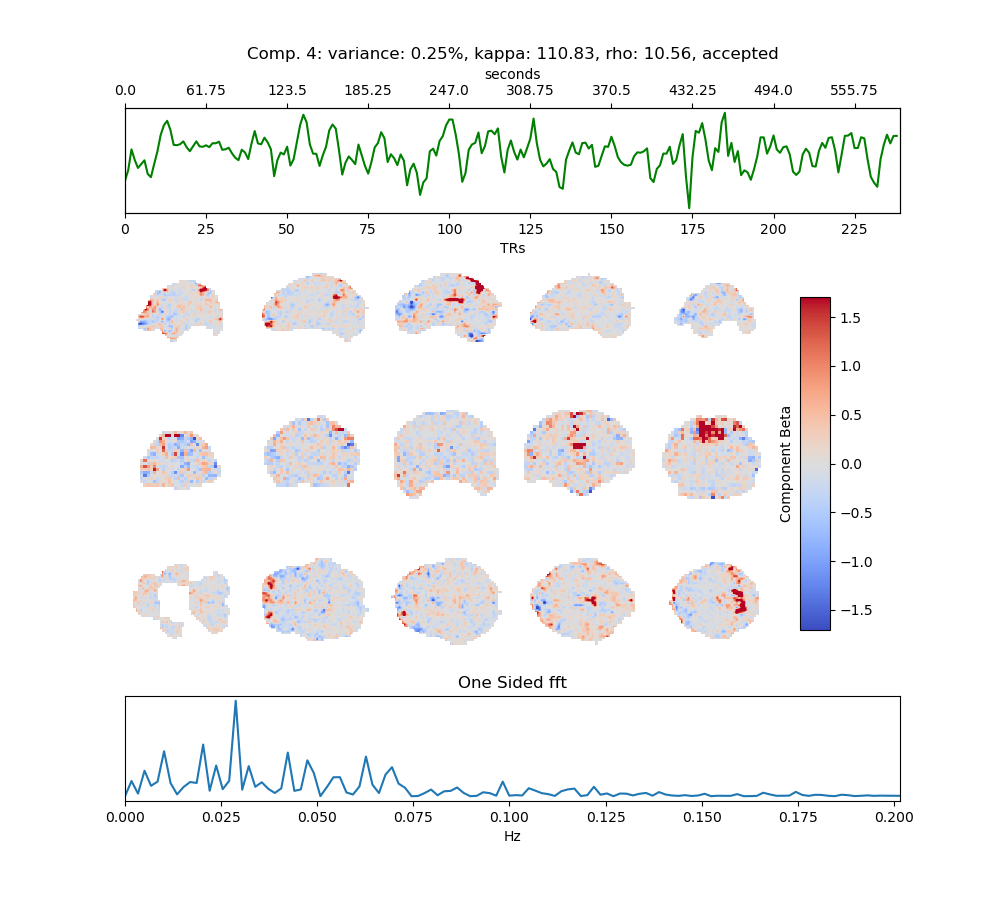 Comp. 4: variance: 0.25%, kappa: 110.83, rho: 10.56, accepted
seconds
0.0 61.75 123.5 185.25 247.0 308.75 370.5 432.25 494.0 555.75
0 25 50 75 100 125 150 175 200 225
TRs
1.5
1.0
0.5
0.0
−0.5
−1.0
−1.5
Component Beta
One Sided fft
0.000 0.025 0.050 0.075 0.100 0.125 0.150 0.175 0.200
Hz